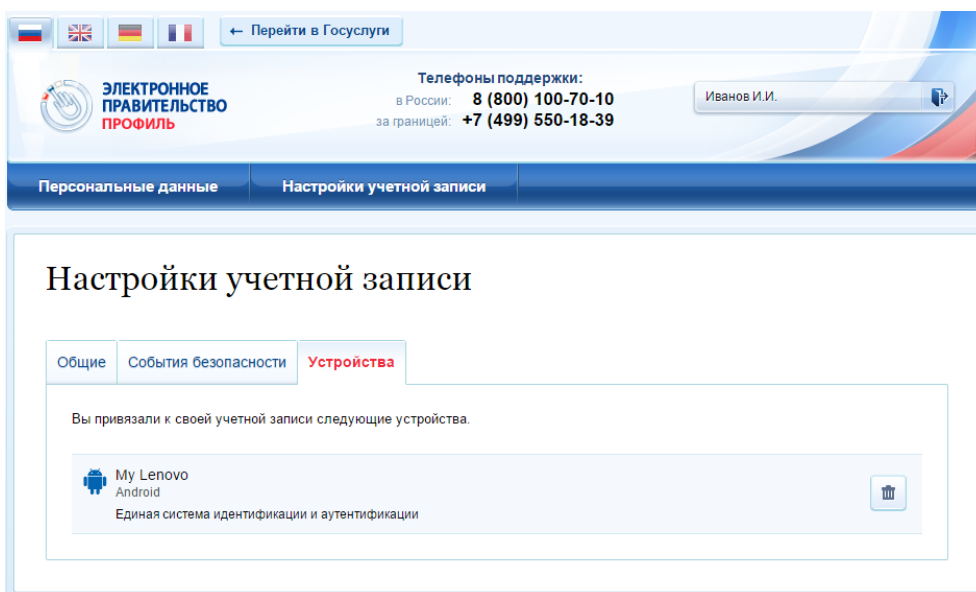 ← Перейти в Госуслуги
ЭЛЕКТРОННОЕ
ПРАВИТЕЛЬСТВО
ПРОФИЛЬ
Телефоны поддержки:
в России: 8 (800) 100-70-10
за границей: +7 (499) 550-18-39
Иванов И.И.
Персональные данные Настройки учетной записи
Настройки учетной записи
Общие События безопасности Устройства
Вы привязали к своей учетной записи следующие устройства.
My Lenovo
Android
Единая система идентификации и аутентификации